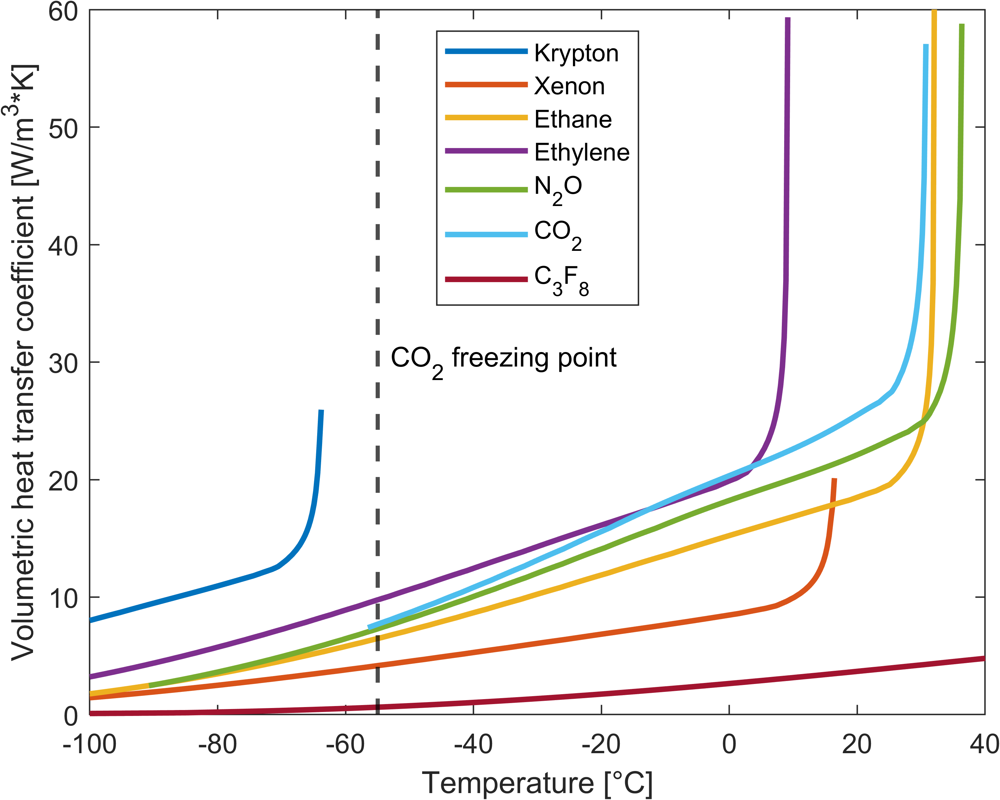 60
50
40
30
20
10
0
Volumetric heat transfer coefficient [W/m³*K]
Krypton
Xenon
Ethane
Ethylene
N₂O
CO₂
C₃F₈
CO₂ freezing point
-100 -80 -60 -40 -20 0 20 40
Temperature [°C]